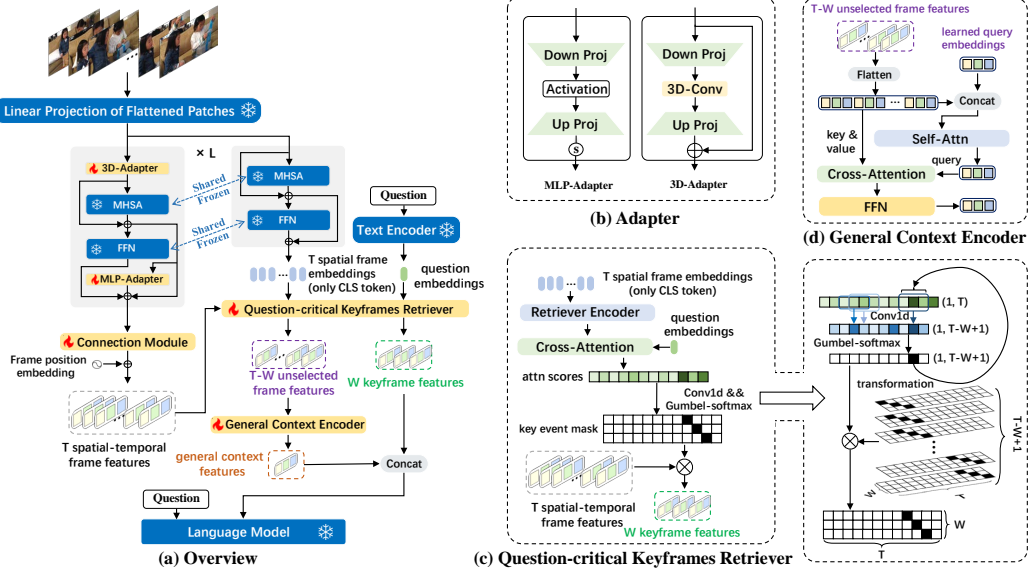 Linear Projection of Flattened Patches
× L
3D-Adapter
MHSA
FFN
MLP-Adapter
Shared
Frozen
Shared
Frozen
MHSA
FFN
Question
Text Encoder
T spatial frame
embeddings
(only CLS token)
question
embeddings
Question-critical Keyframes Retriever
Connection Module
Frame position
embedding
T spatial-temporal
frame features
T-W unselected
frame features
W keyframe features
General Context Encoder
general context
features
Concat
Question
Language Model
(a) Overview
Down Proj
Activation
Up Proj
S
MLP-Adapter
Down Proj
3D-Conv
Up Proj
3D-Adapter
(b) Adapter
T spatial frame embeddings
(only CLS token)
Retriever Encoder
question
embeddings
Cross-Attention
attn scores
Conv1d &&
Gumbel-softmax
key event mask
T spatial-temporal
frame features
W keyframe features
(c) Question-critical Keyframes Retriever
(1, T)
Conv1d
(1, T-W+1)
Gumbel-softmax
(1, T-W+1)
transformation
T-W+1
W
T
W
T
T-W unselected frame features
learned query
embeddings
Flatten
Concat
key &
value
Self-Attn
query
Cross-Attention
FFN
(d) General Context Encoder